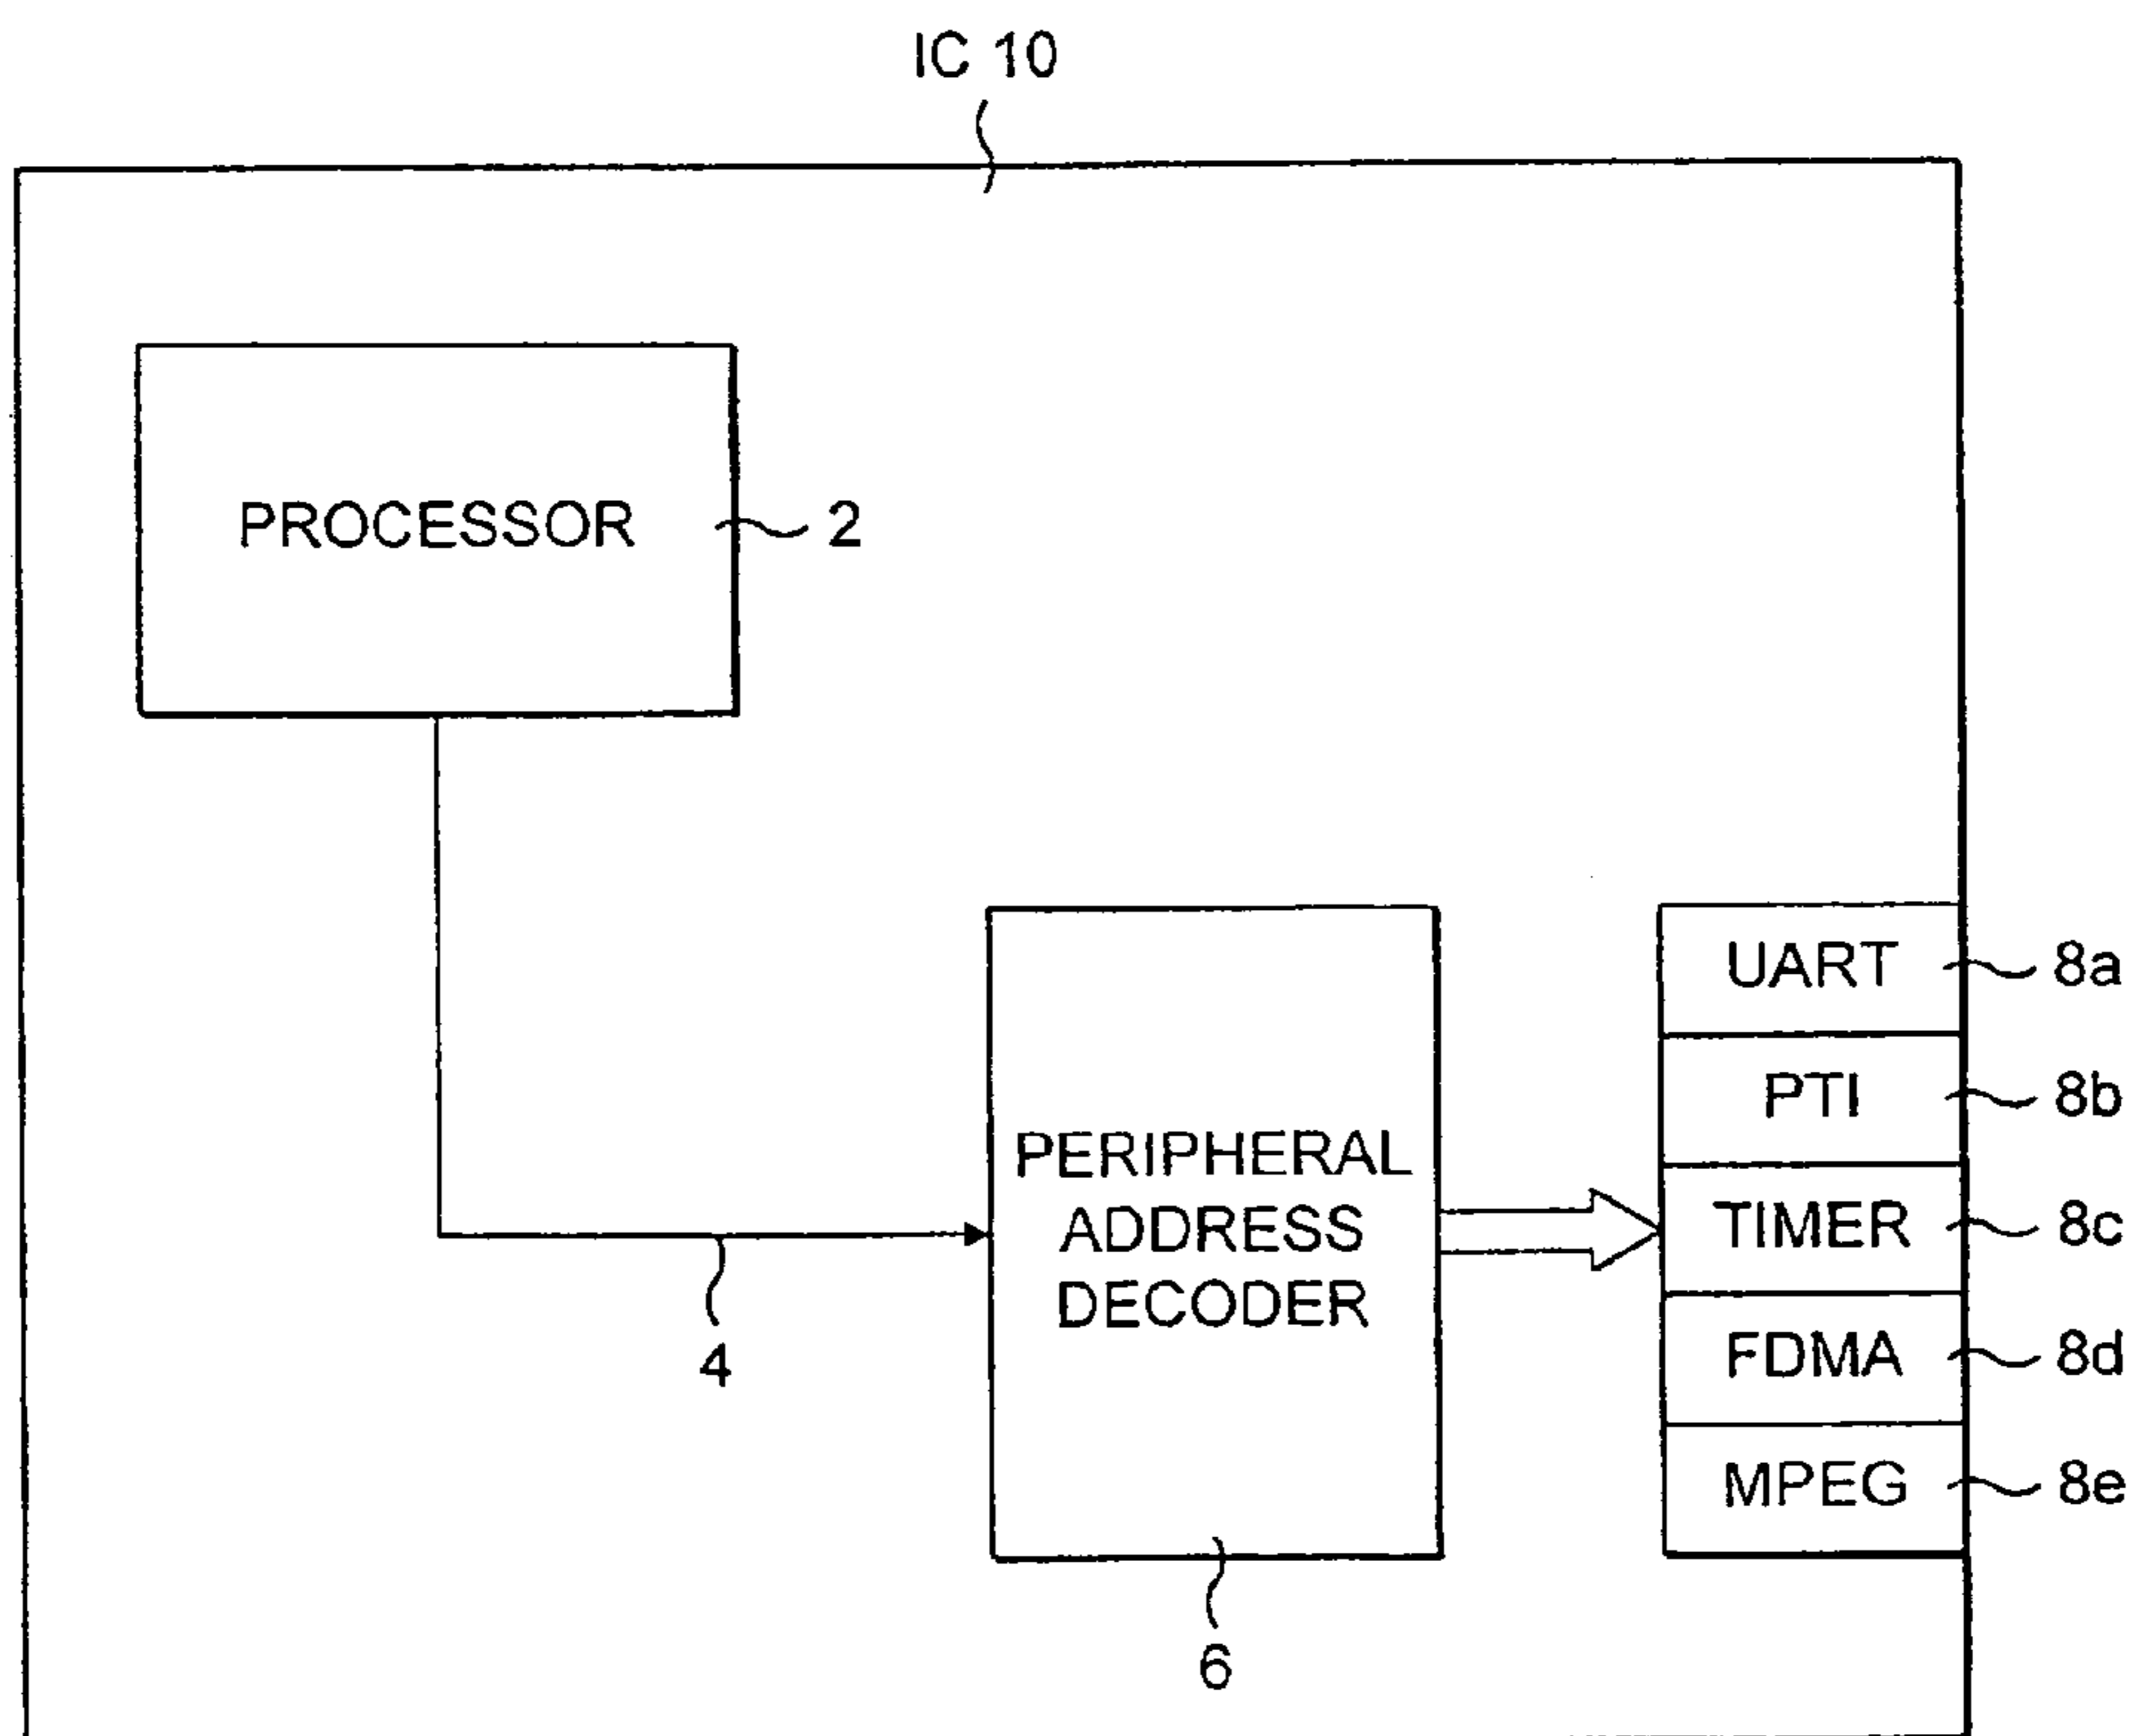 IC 10
PROCESSOR
2
4
PERIPHERAL
ADDRESS
DECODER
6
UART
8a
PTI
8b
TIMER
8c
FDMA
8d
MPEG
8e